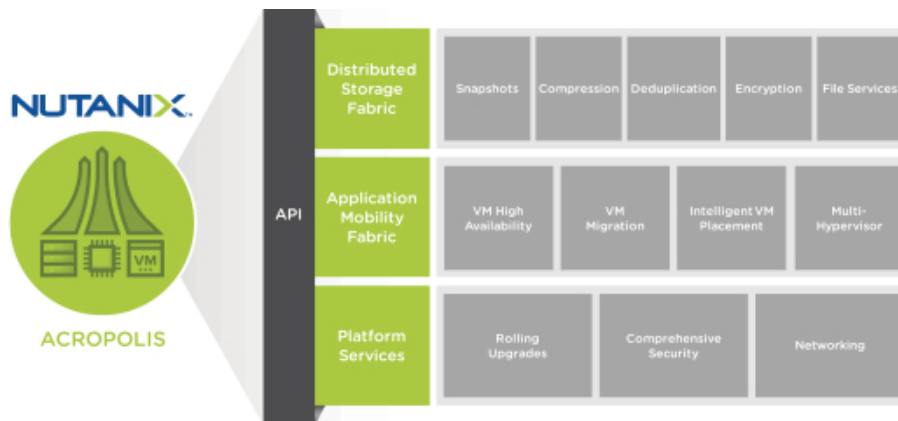 NUTANIX
VM
ACROPOLIS
API
Distributed
Storage
Fabric
Snapshots
Compression
Deduplication
Encryption
File Services
Application
Mobility
Fabric
VM High
Availability
VM
Migration
Intelligent VM
Placement
Multi-
Hypervisor
Platform
Services
Rolling
Upgrades
Comprehensive
Security
Networking